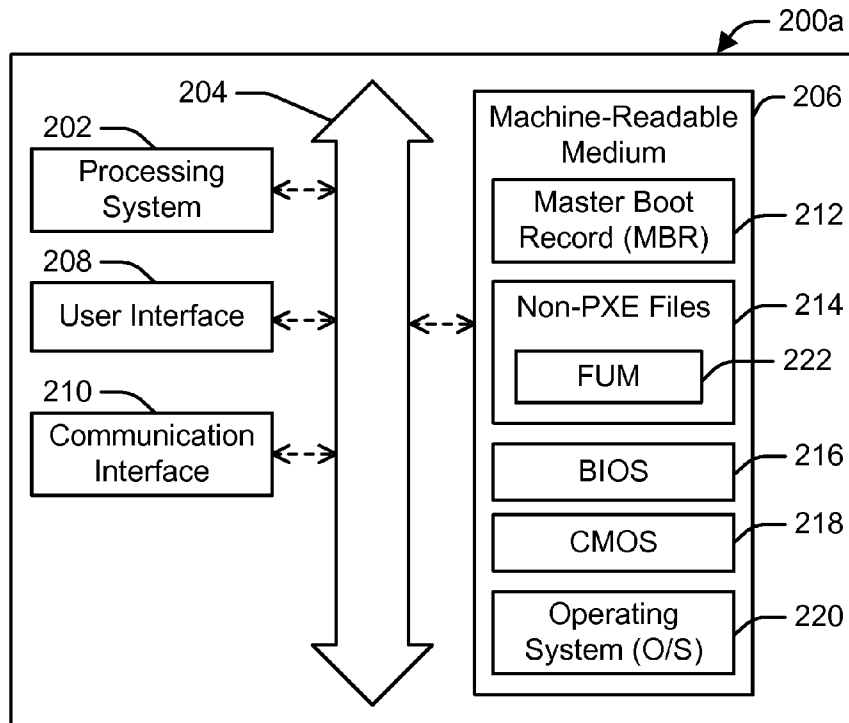 200a
204
202
Processing
System
208
User Interface
210
Communication
Interface
206
Machine-Readable
Medium
Master Boot
Record (MBR)
212
Non-PXE Files
214
FUM
222
BIOS
216
CMOS
218
Operating
System (O/S)
220